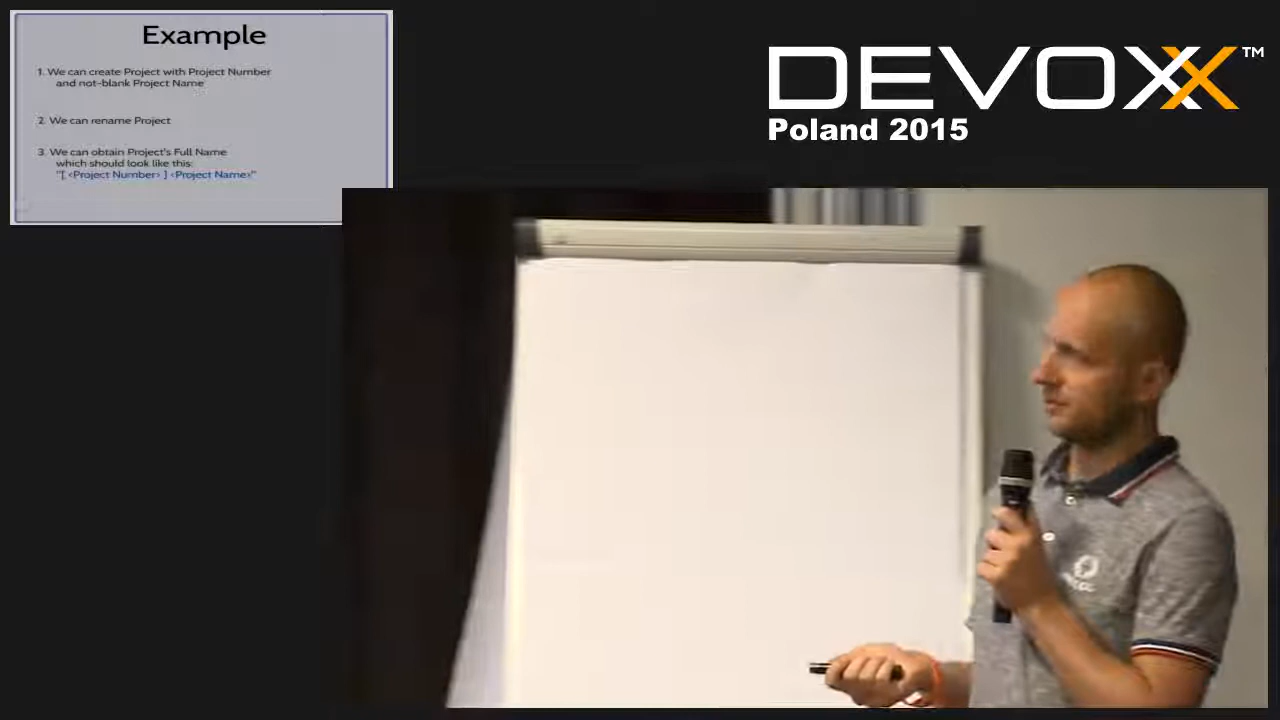 Example
1. We can create Project with Project Number
and not-blank Project Name
2. We can rename Project
3. We can obtain Project's Full Name
which should look like this:
"[ <Project Number> ] <Project Name>"
DEVOXX™
Poland 2015